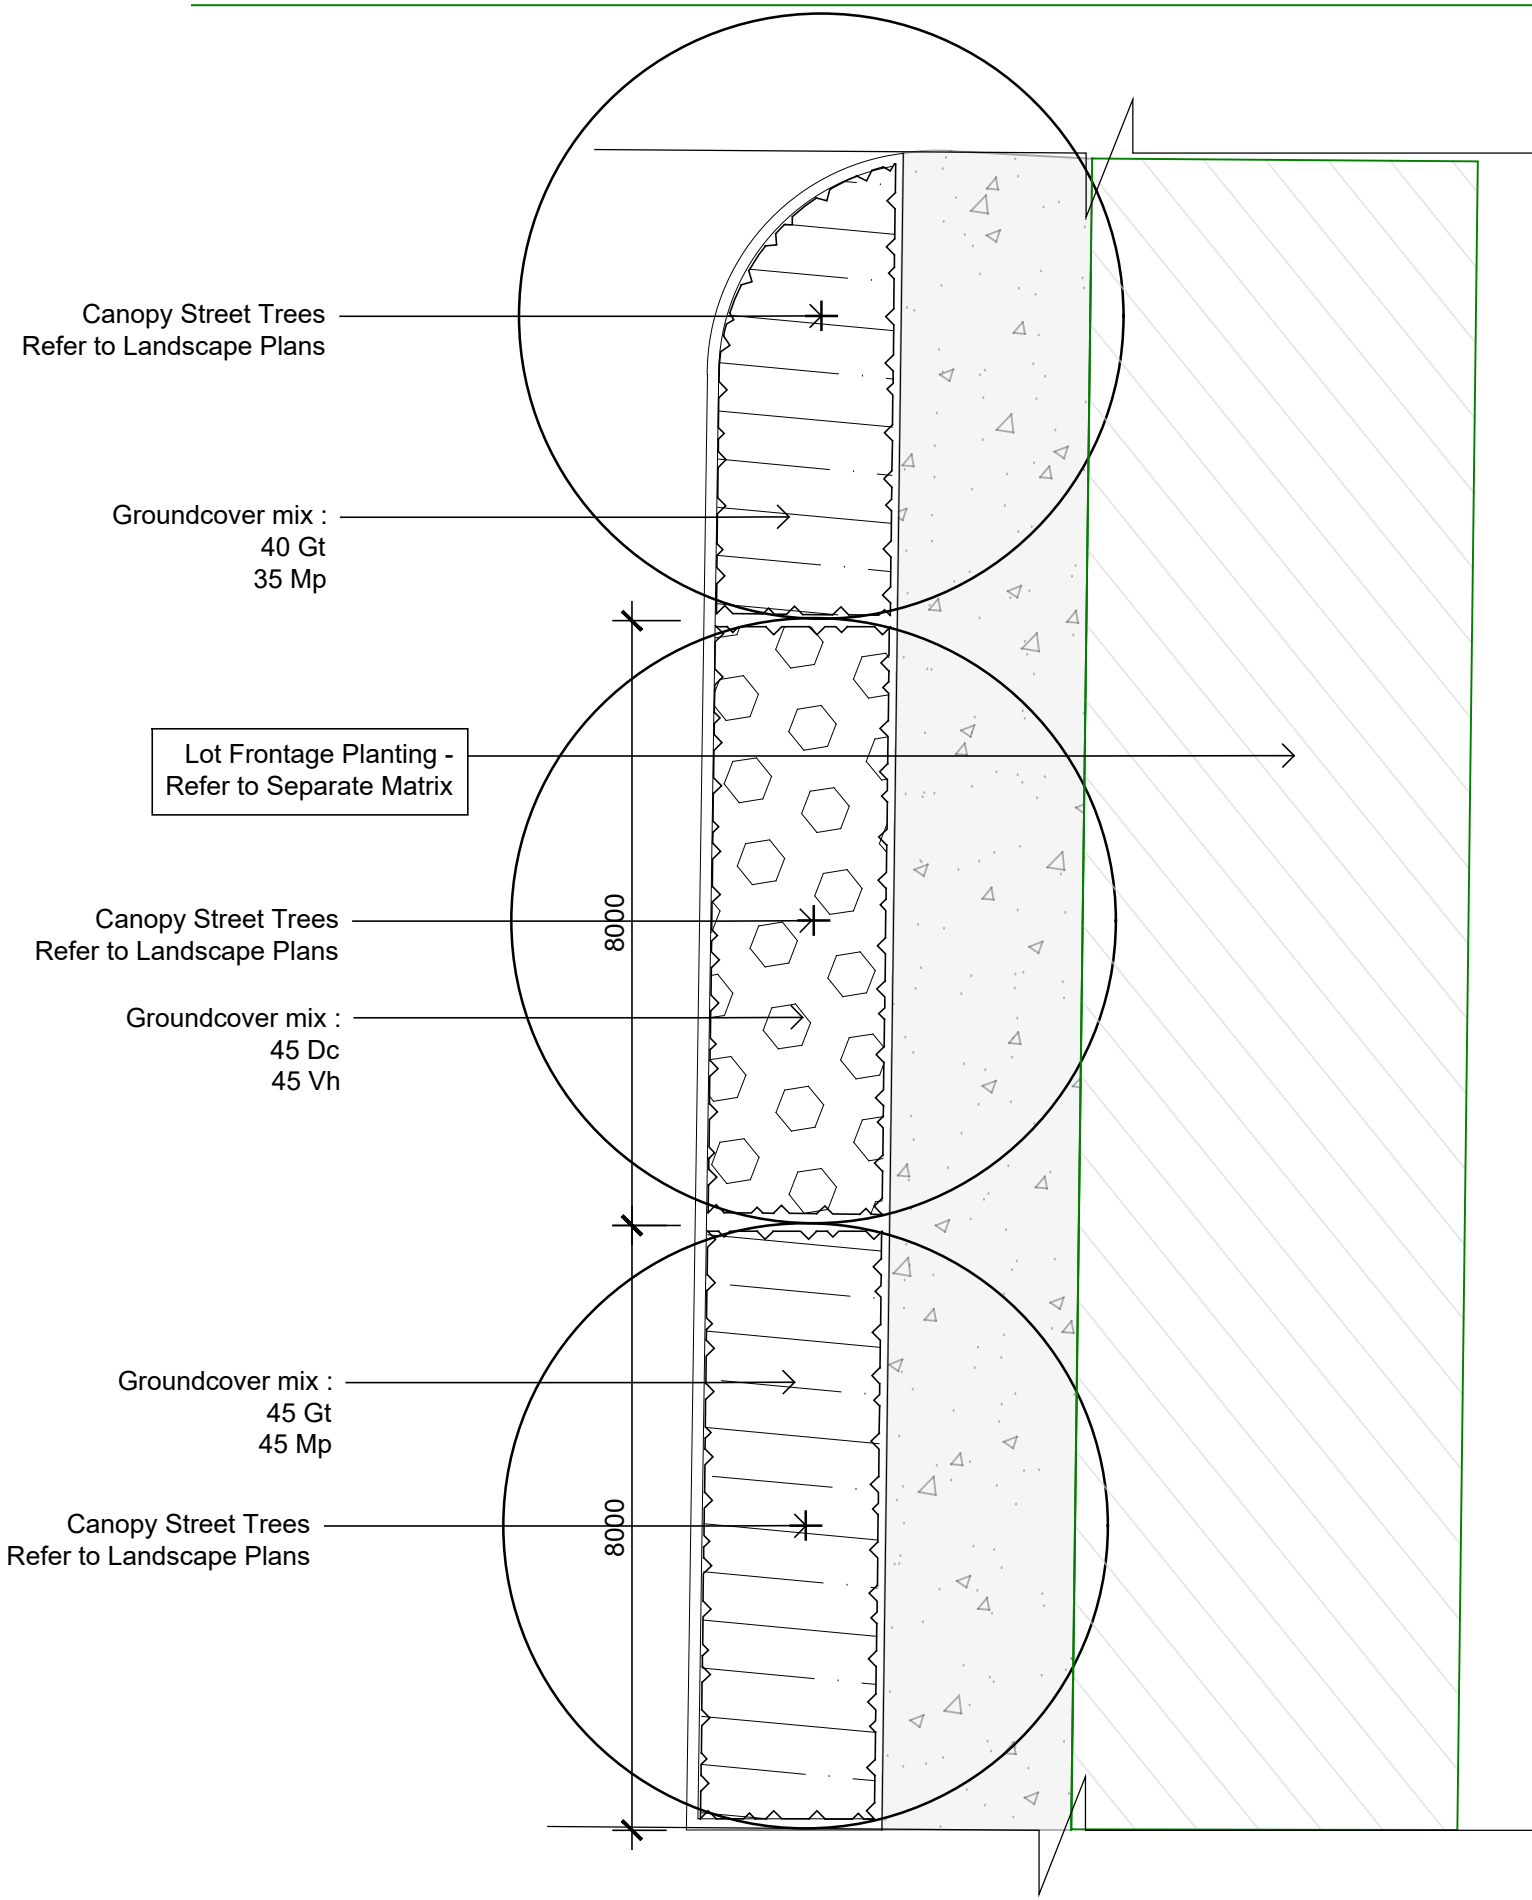 Canopy Street Trees
Refer to Landscape Plans
Groundcover mix :
40 Gt
35 Mp
Lot Frontage Planting -
Refer to Separate Matrix
8000
Canopy Street Trees
Refer to Landscape Plans
Groundcover mix :
45 Dc
45 Vh
Groundcover mix :
45 Gt
45 Mp
8000
Canopy Street Trees
Refer to Landscape Plans